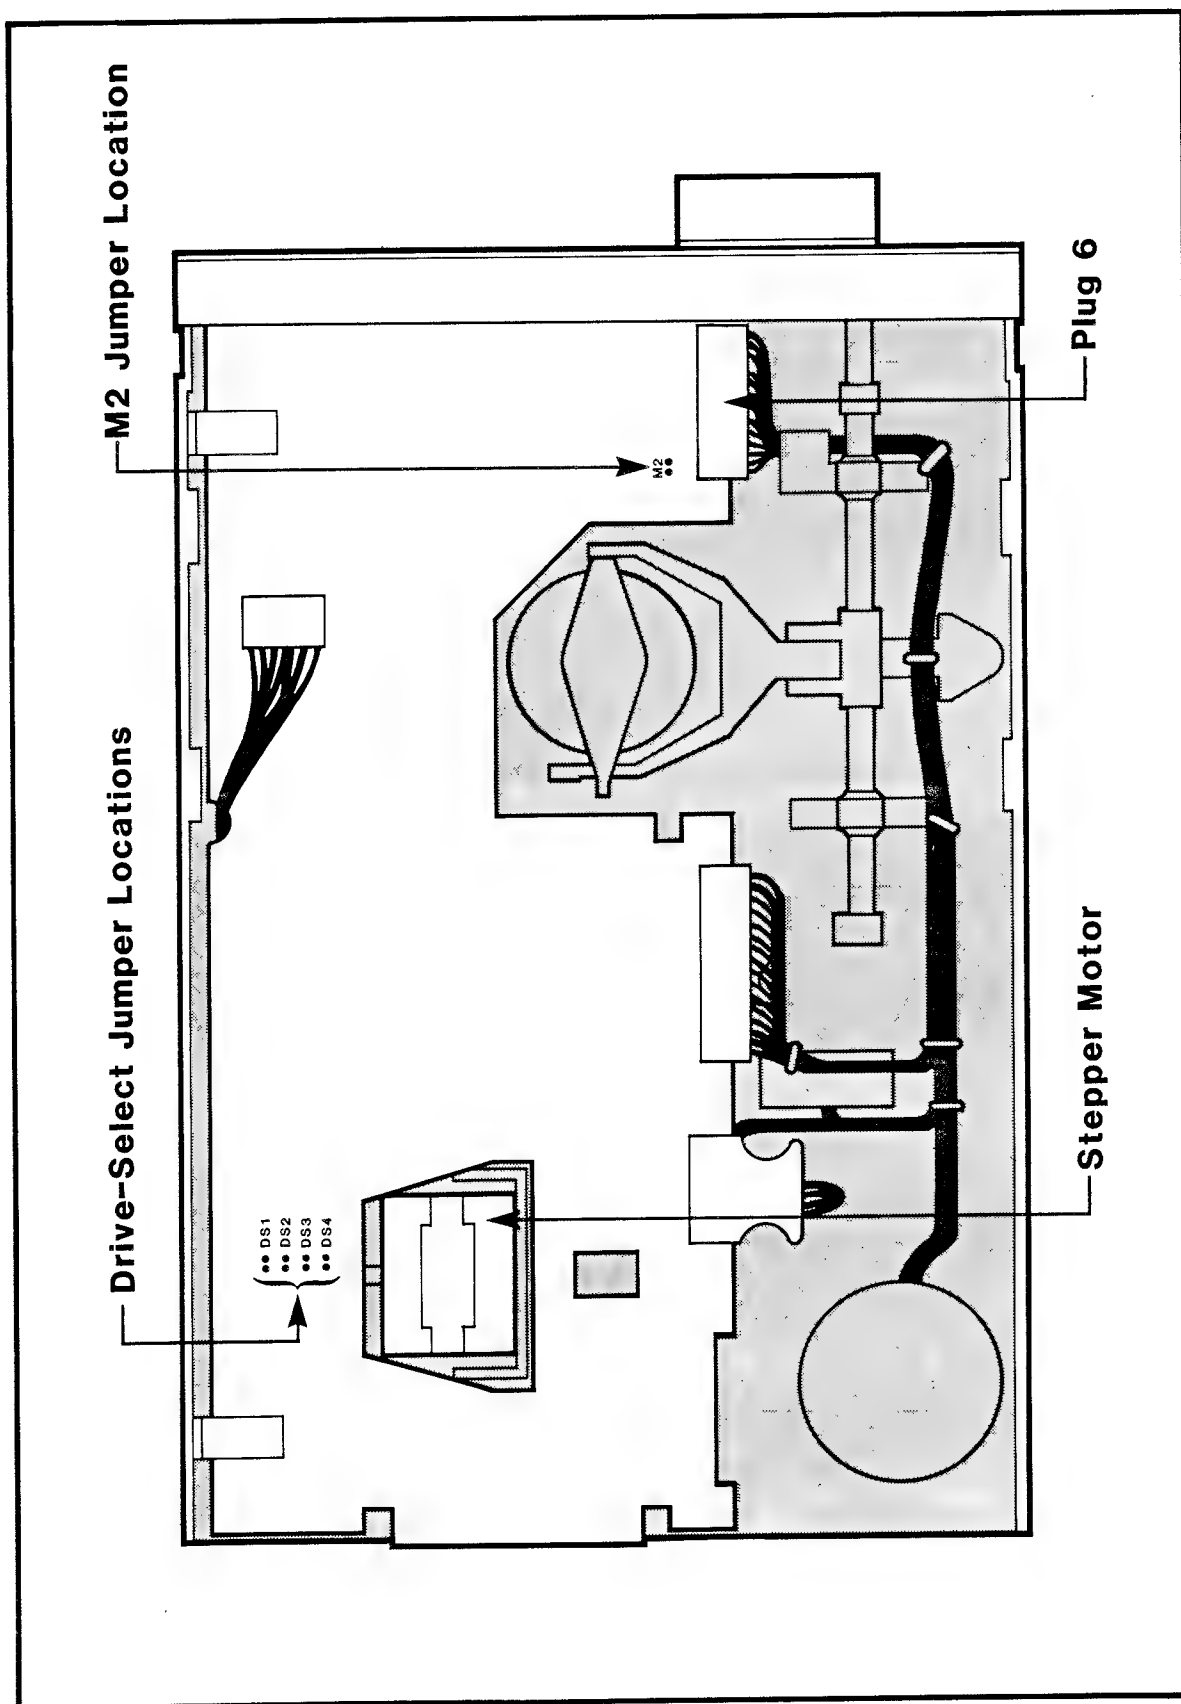 Drive-Select Jumper Locations
M2 Jumper Location
DS1
DS2
DS3
DS4
M2
Stepper Motor
Plug 6